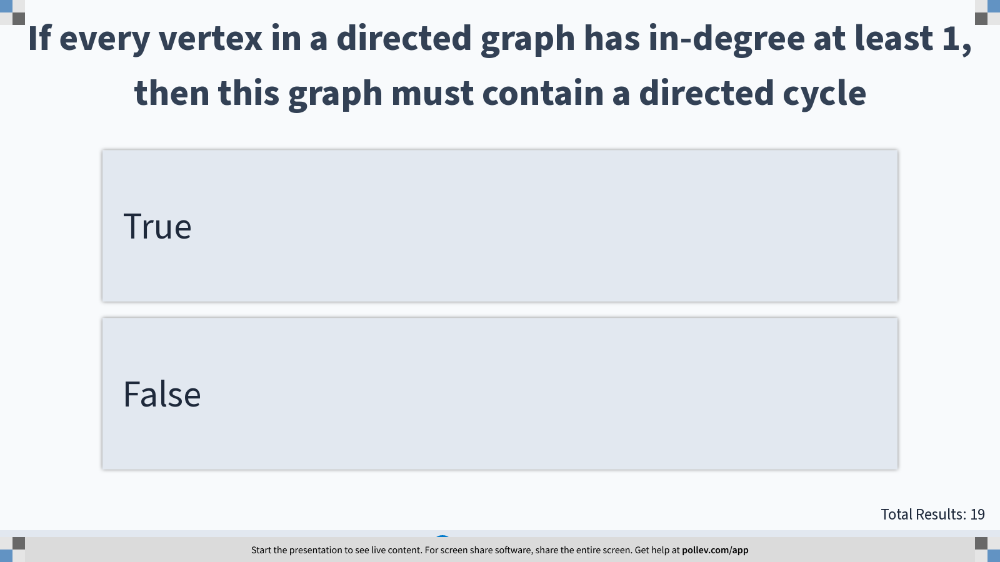 If every vertex in a directed graph has in-degree at least 1,
then this graph must contain a directed cycle
True
False
Total Results: 19
Start the presentation to see live content. For screen share software, share the entire screen. Get help at pollev.com/app